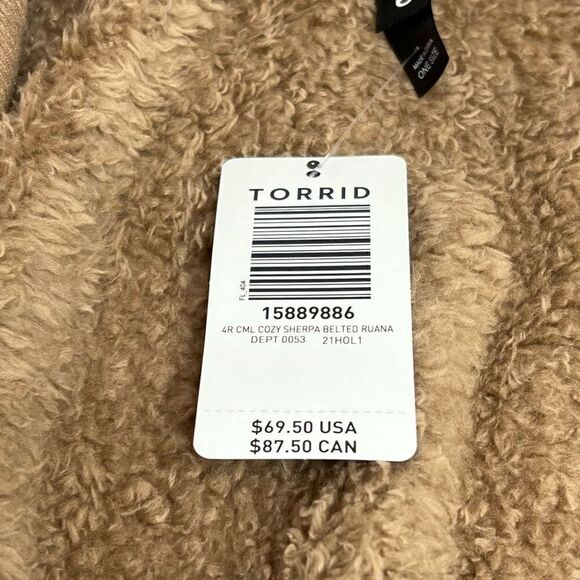 MADE IN CHINA
ONE SIZE
TORRID
FL 404
15889886
4R CML COZY SHERPA BELTED RUANA
DEPT 0053 21HOL1
$69.50 USA
$87.50 CAN